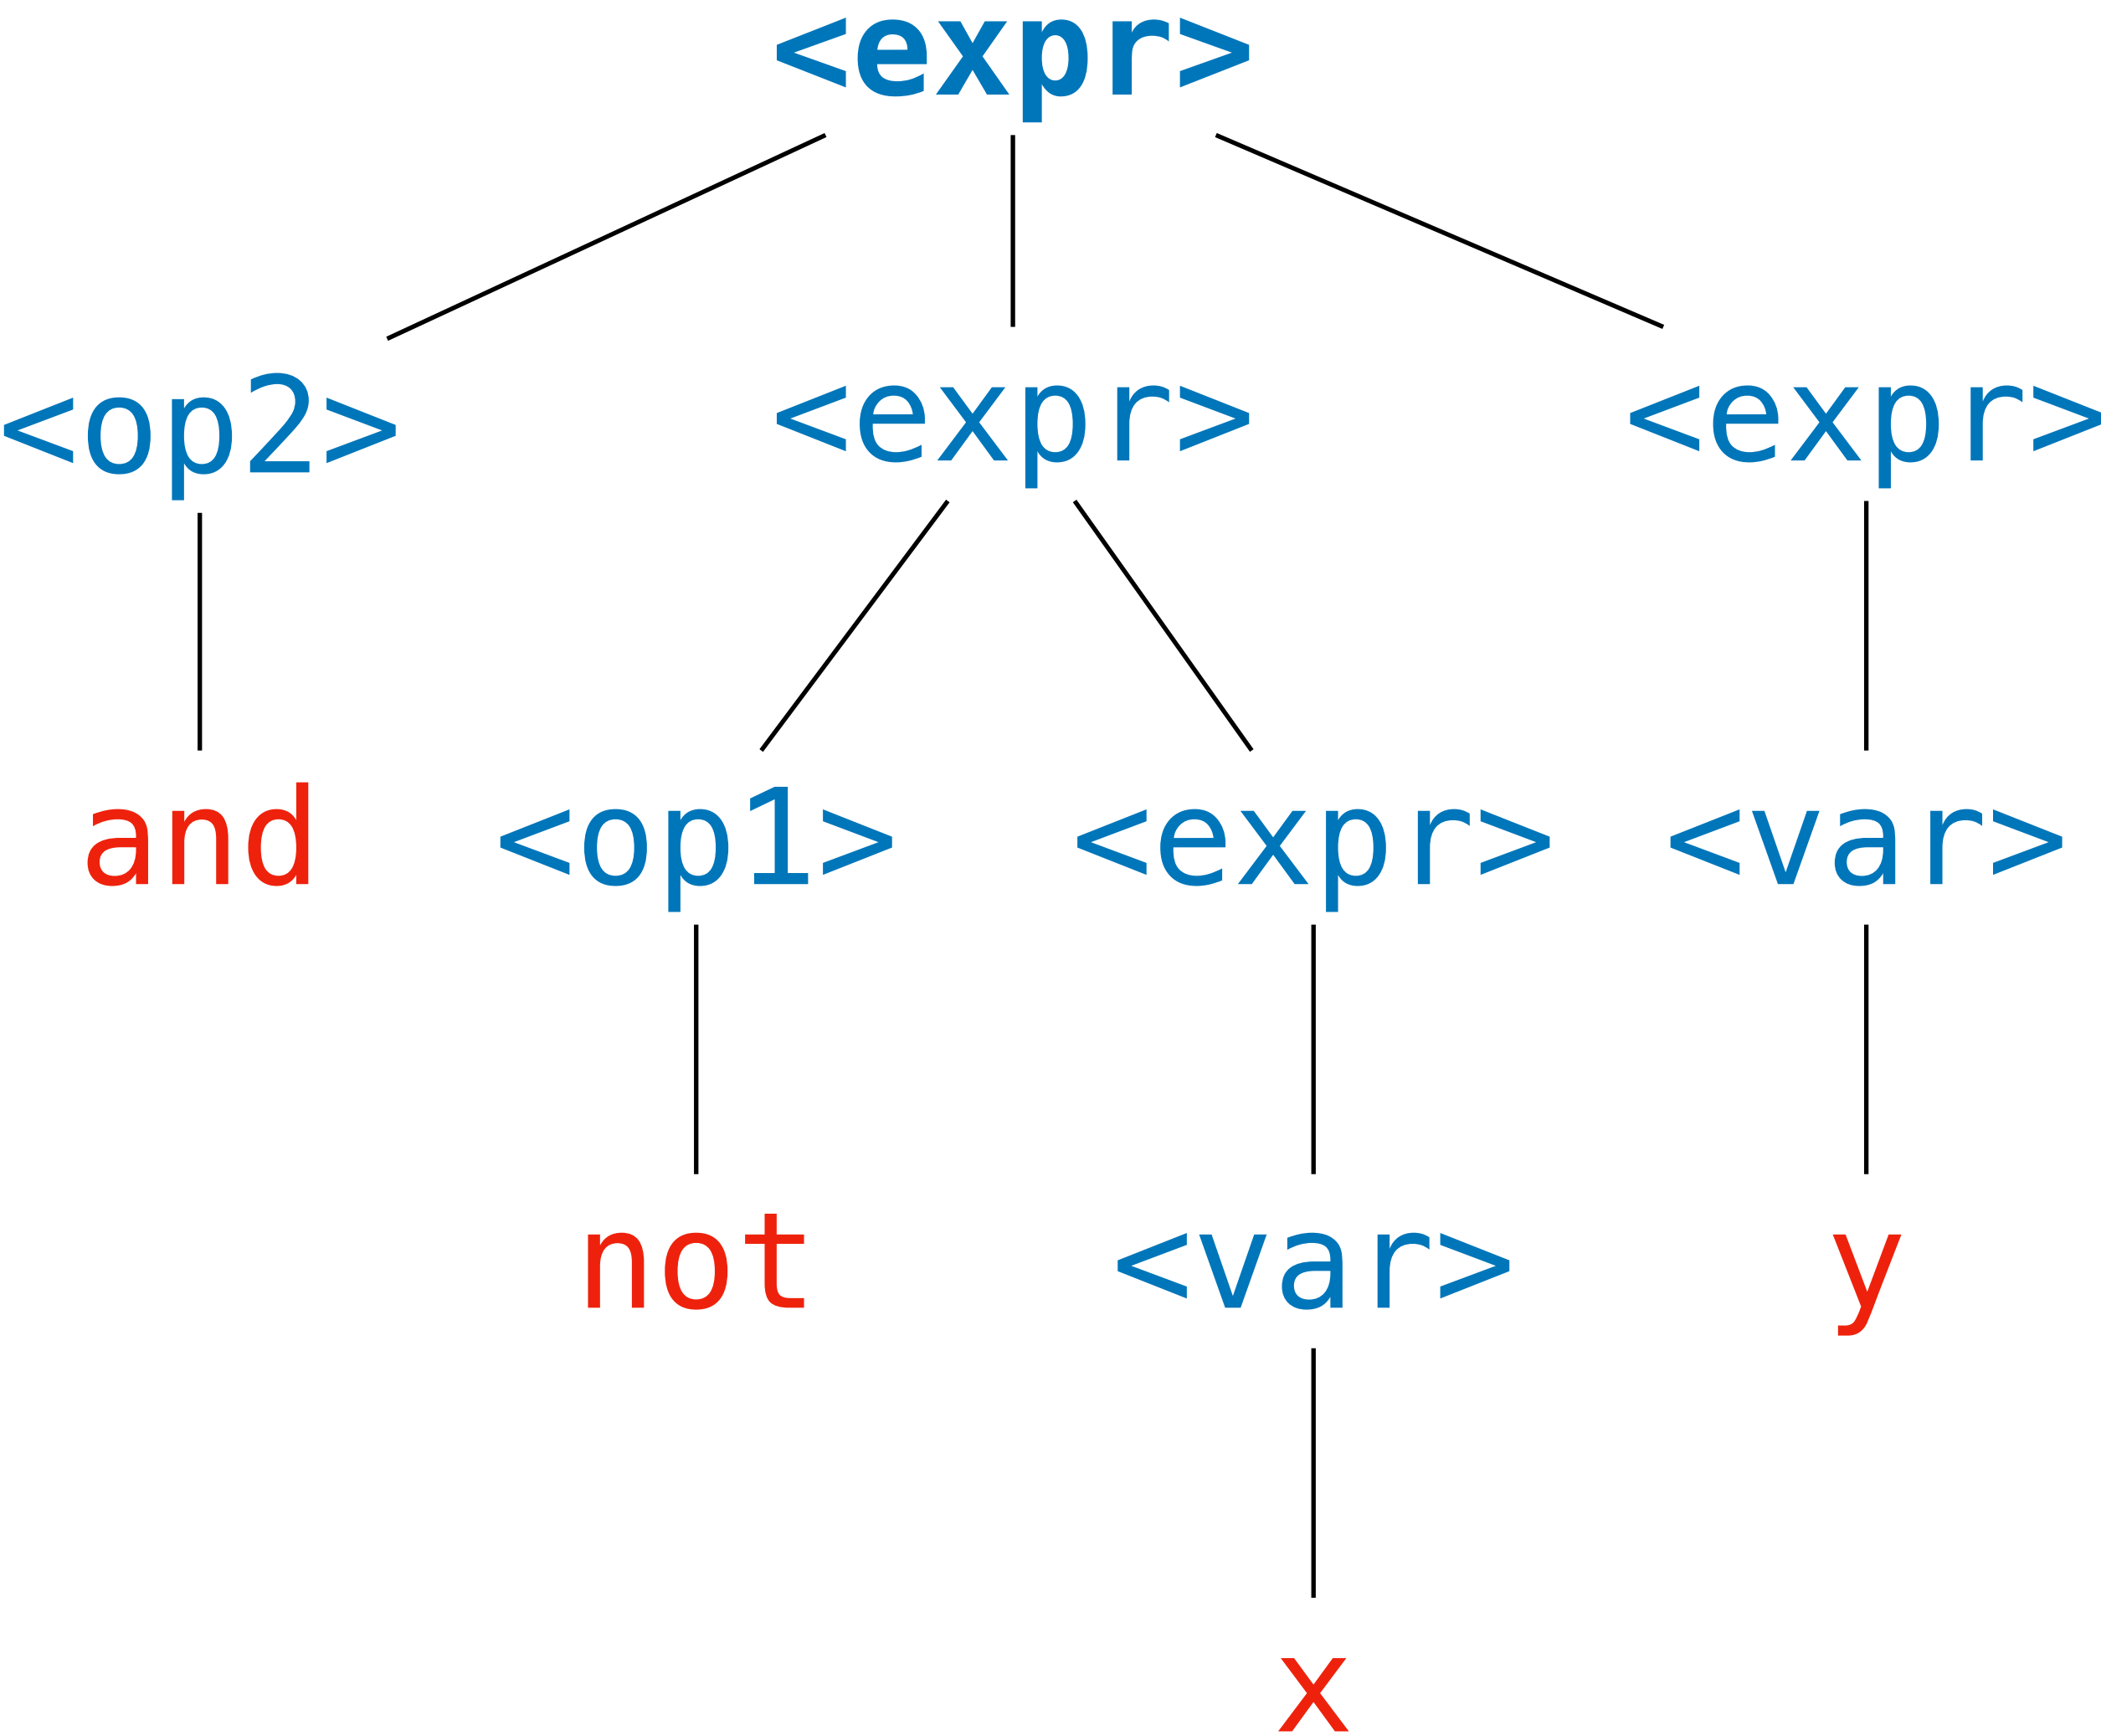 <expr>
<op2> <expr> <expr>
and <op1> <expr> <var>
not <var> y
x